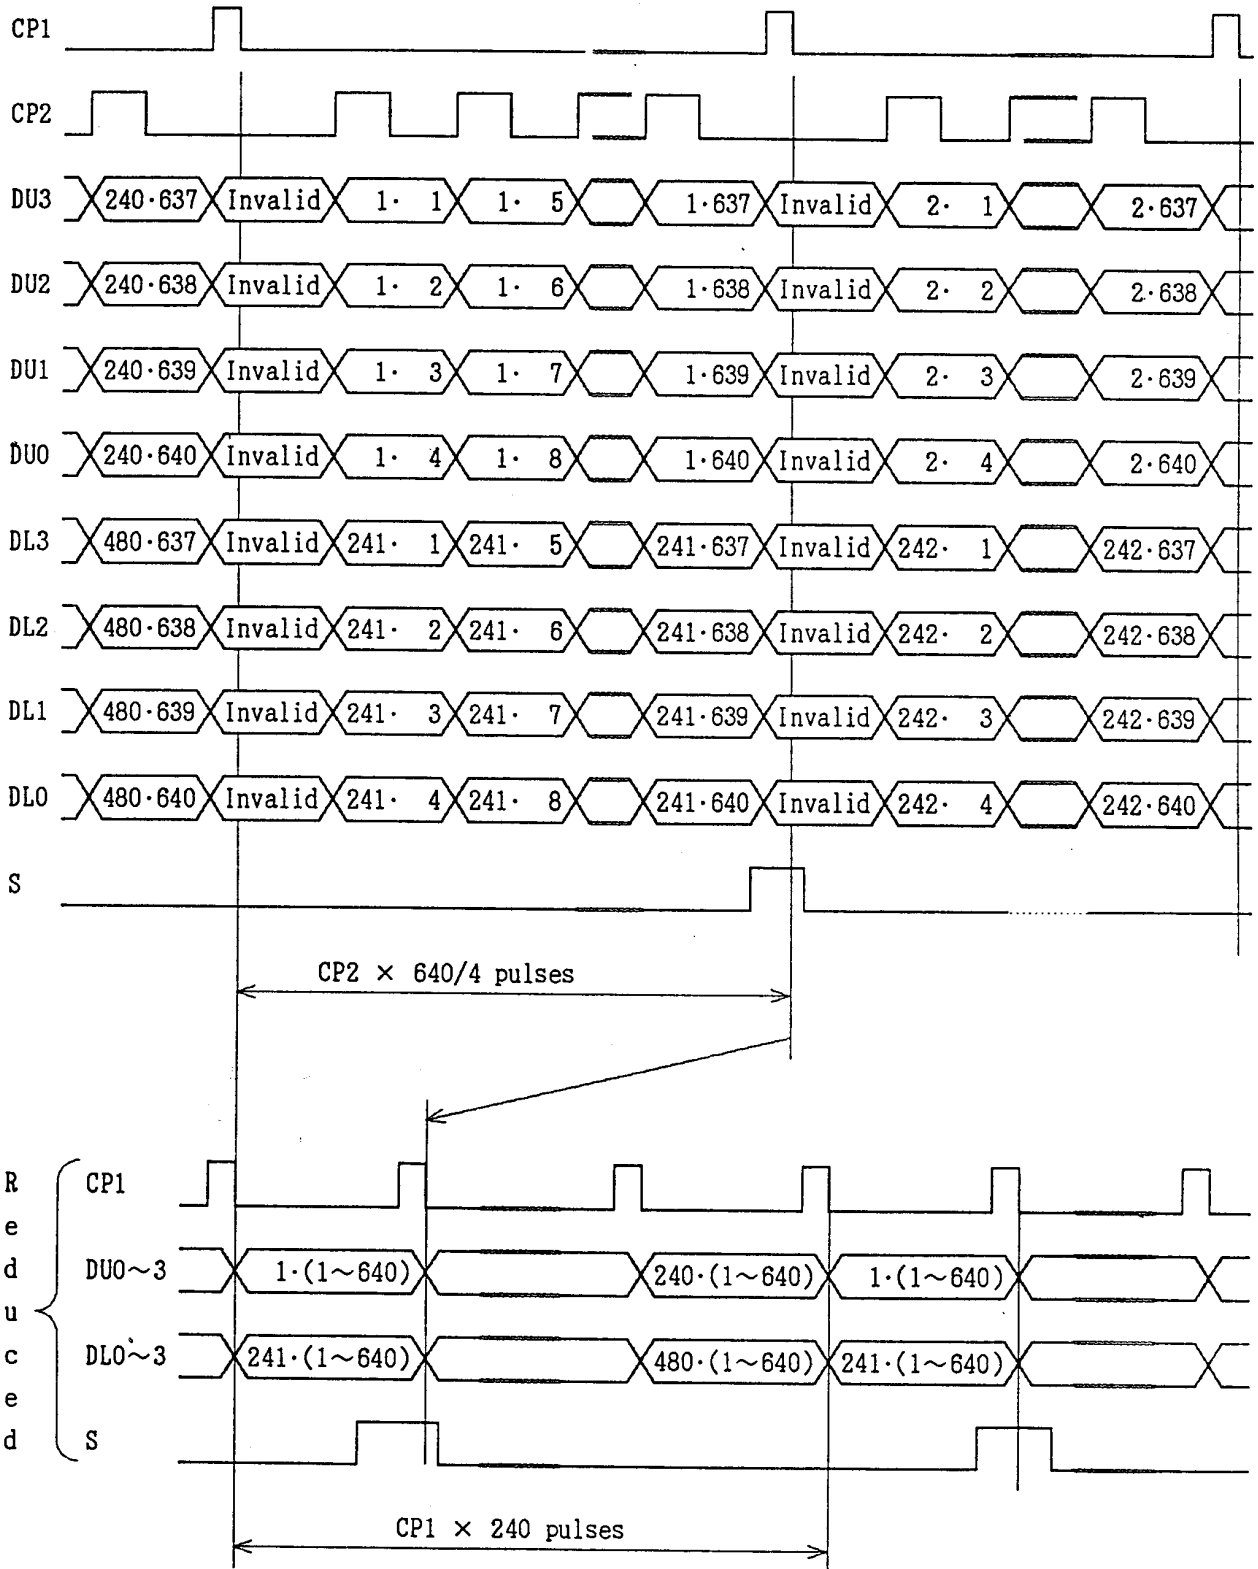 CP1
CP2
DU3 240·637 Invalid 1· 1 1· 5 1·637 Invalid 2· 1 2·637
DU2 240·638 Invalid 1· 2 1· 6 1·638 Invalid 2· 2 2·638
DU1 240·639 Invalid 1· 3 1· 7 1·639 Invalid 2· 3 2·639
DU0 240·640 Invalid 1· 4 1· 8 1·640 Invalid 2· 4 2·640
DL3 480·637 Invalid 241· 1 241· 5 241·637 Invalid 242· 1 242·637
DL2 480·638 Invalid 241· 2 241· 6 241·638 Invalid 242· 2 242·638
DL1 480·639 Invalid 241· 3 241· 7 241·639 Invalid 242· 3 242·639
DL0 480·640 Invalid 241· 4 241· 8 241·640 Invalid 242· 4 242·640
S
CP2 × 640/4 pulses
Reduced
CP1
DU0~3 1·(1~640) 240·(1~640) 1·(1~640)
DL0~3 241·(1~640) 480·(1~640) 241·(1~640)
S
CP1 × 240 pulses